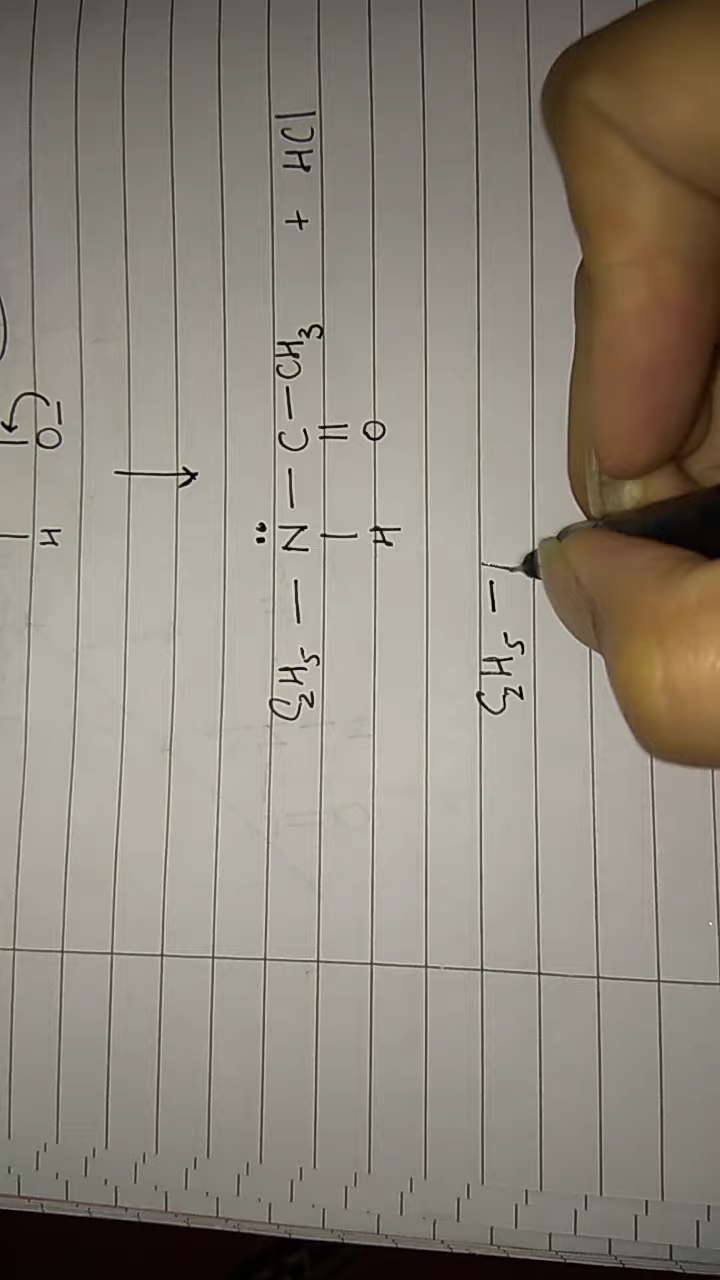 H O⁻
C₂H₅ — N̈ — C — CH₃ + HCl
H O
C₂H₅ —